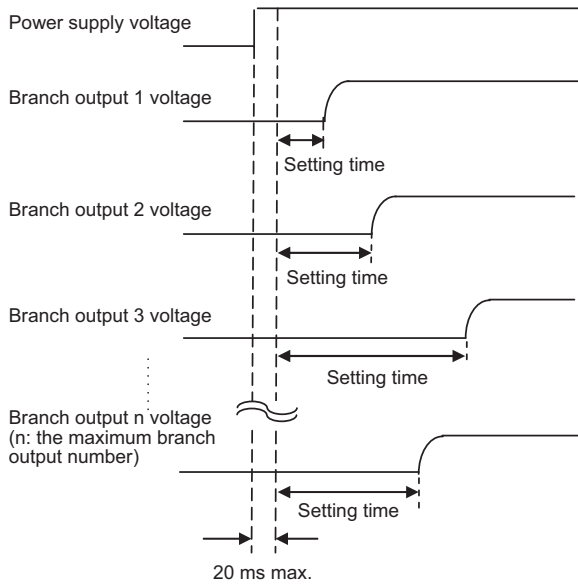 Power supply voltage
Branch output 1 voltage
Setting time
Branch output 2 voltage
Setting time
Branch output 3 voltage
Setting time
Branch output n voltage
(n: the maximum branch
output number)
Setting time
20 ms max.